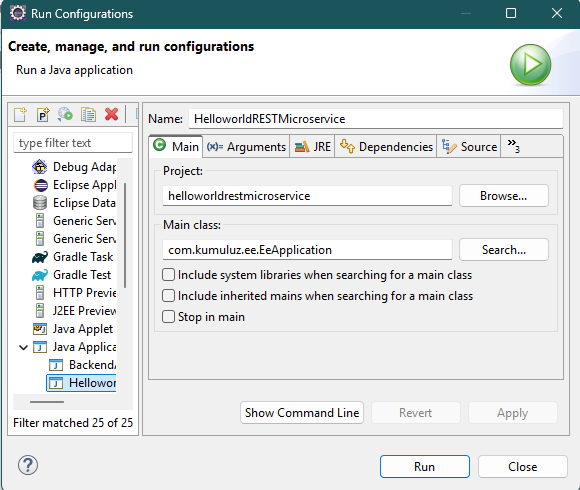 Run Configurations
Create, manage, and run configurations
Run a Java application
Name: HelloworldRESTMicroservice
type filter text
Main (x)= Arguments JRE Dependencies Source »3
Debug Adap
Eclipse Appl
Eclipse Data
Generic Serv
Generic Serv
Gradle Task
Gradle Test
HTTP Previe
J2EE Preview
Java Applet
Java Applica
BackendA
Hellowor
Filter matched 25 of 25
Project:
helloworldrestmicroservice
Browse...
Main class:
com.kumuluz.ee.EeApplication
Search...
Include system libraries when searching for a main class
Include inherited mains when searching for a main class
Stop in main
Show Command Line Revert Apply
Run Close